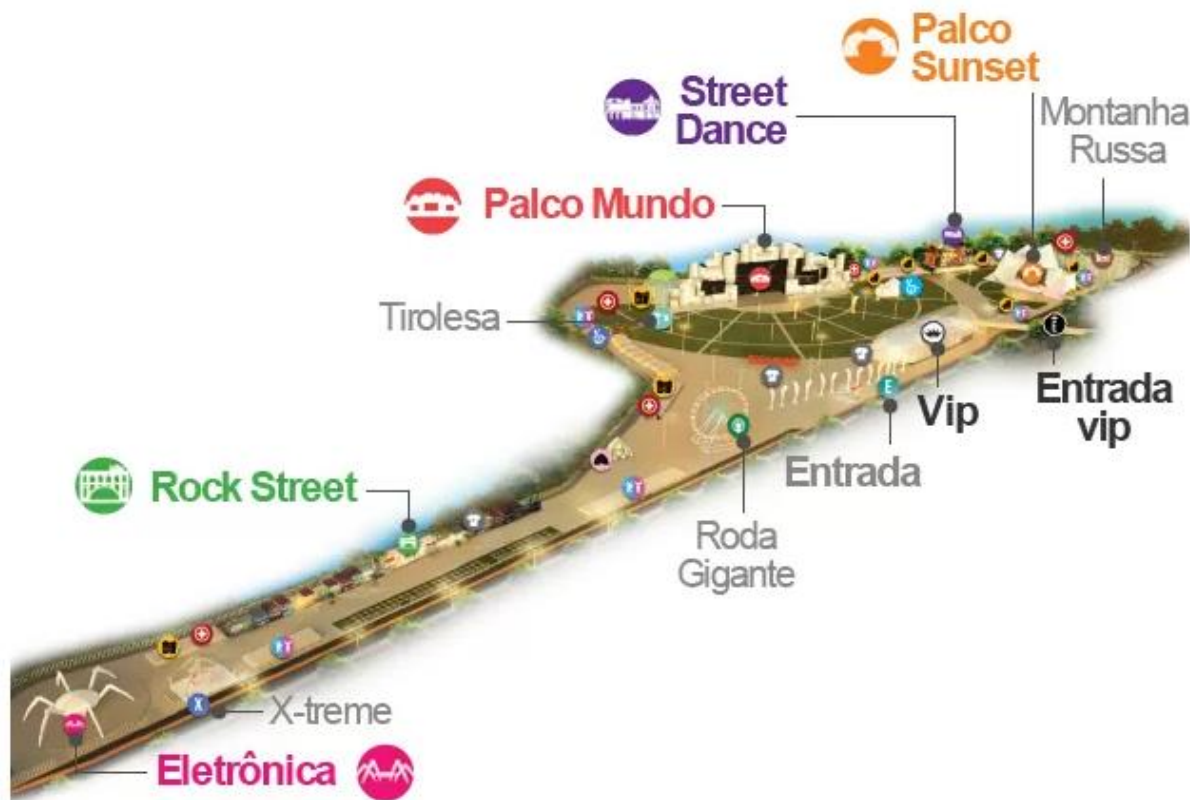 Palco
Sunset
Street
Dance
Montanha
Russa
Palco Mundo
Tirolesa
Vip
Entrada
vip
Entrada
Rock Street
Roda
Gigante
X-treme
Eletrônica
E
X